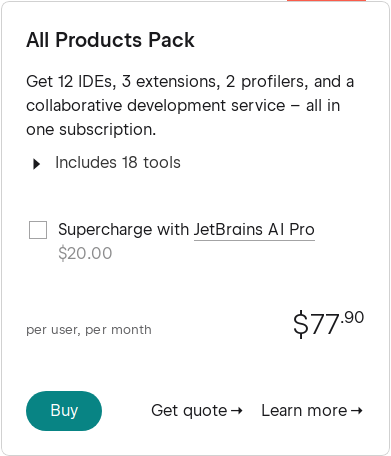 All Products Pack
Get 12 IDEs, 3 extensions, 2 profilers, and a
collaborative development service – all in
one subscription.
Includes 18 tools
Supercharge with JetBrains AI Pro
$20.00
per user, per month
$77.90
Buy
Get quote →
Learn more →